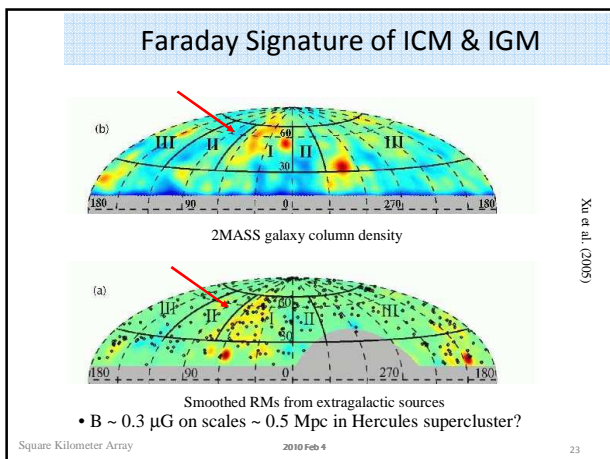 Faraday Signature of ICM & IGM
(b)
III
II
I
II
III
60
30
180
90
0
270
180
2MASS galaxy column density
Xu et al. (2005)
(a)
III
II
I
II
III
30
180
90
0
270
180
Smoothed RMs from extragalactic sources
• B ~ 0.3 μG on scales ~ 0.5 Mpc in Hercules supercluster?
Square Kilometer Array
2010 Feb 4
23